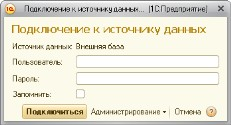 Подключение к источнику данных... [1С:Предприятие]
Подключение к источнику данных
Источник данных: Внешняя база
Пользователь:
Пароль:
Запомнить:
Подключиться Администрирование Отмена ?